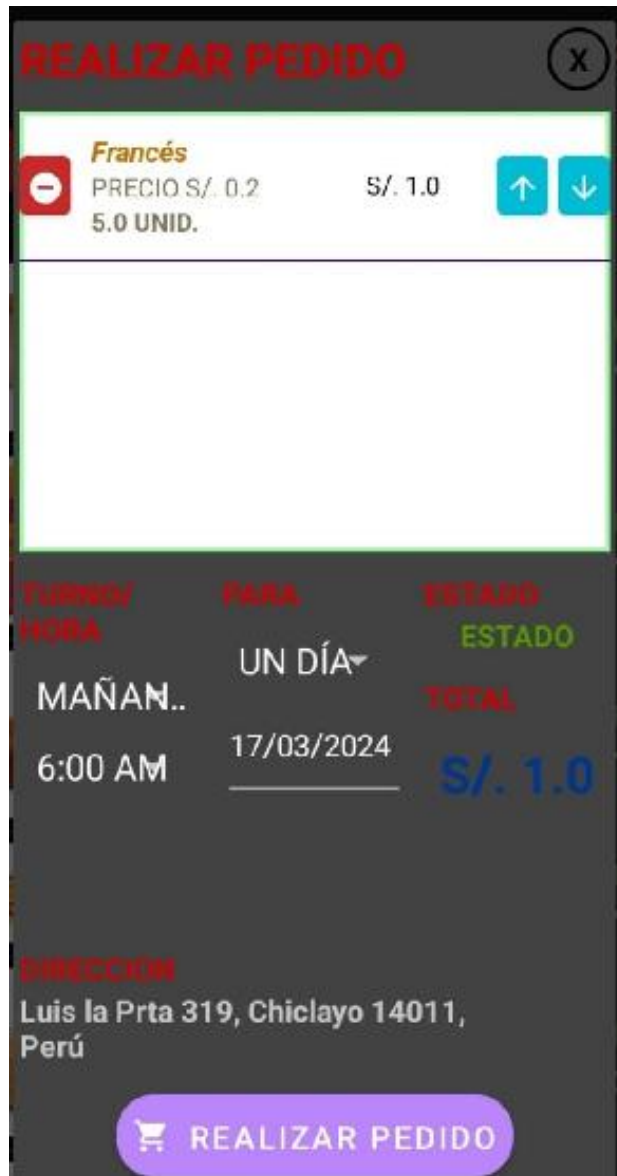 REALIZAR PEDIDO
X
Francés
PRECIO S/. 0.2
S/. 1.0
5.0 UNID.
TURNO/
HORA
PARA
ESTADO
ESTADO
UN DÍA
MAÑAN..
TOTAL
6:00 AM
17/03/2024
S/. 1.0
DIRECCIÓN
Luis la Prta 319, Chiclayo 14011,
Perú
REALIZAR PEDIDO